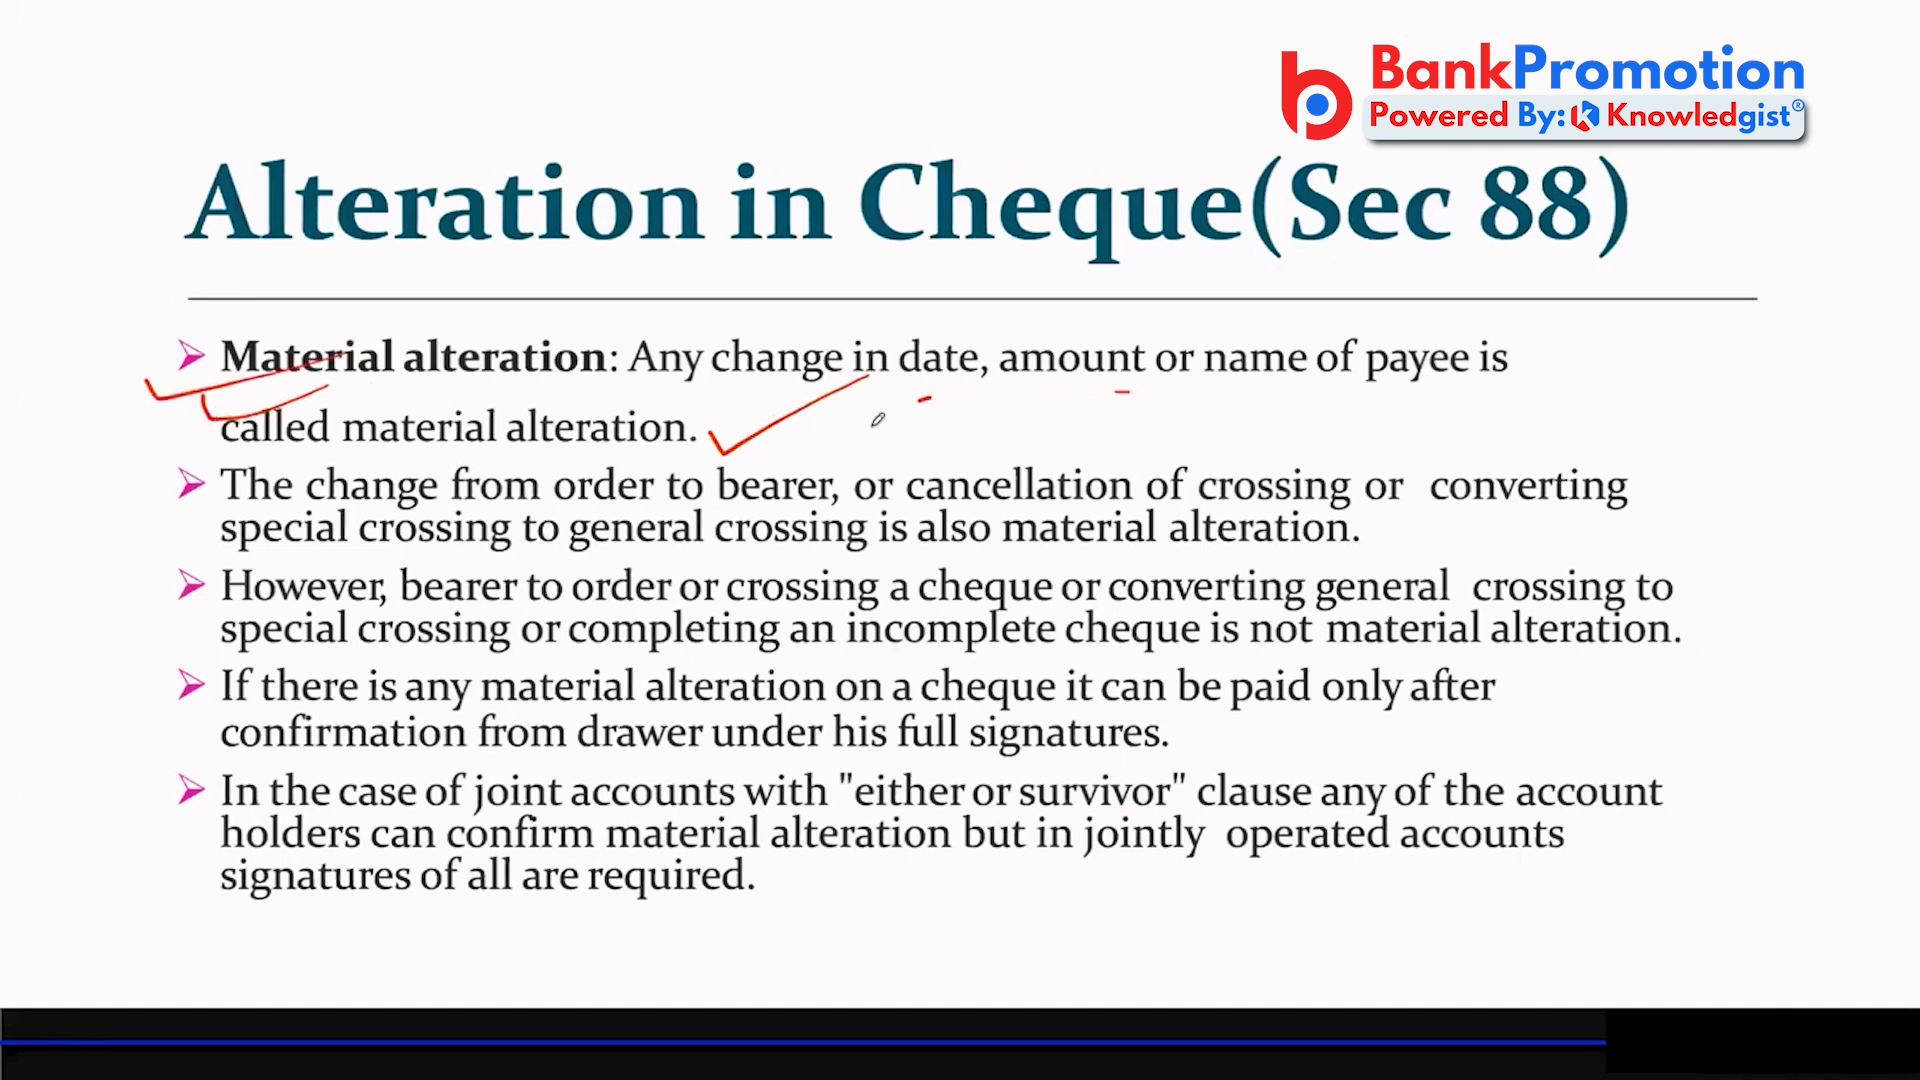 BankPromotion
Powered By: Knowledgist®
Alteration in Cheque(Sec 88)
Material alteration: Any change in date, amount or name of payee is
called material alteration.
The change from order to bearer, or cancellation of crossing or converting
special crossing to general crossing is also material alteration.
However, bearer to order or crossing a cheque or converting general crossing to
special crossing or completing an incomplete cheque is not material alteration.
If there is any material alteration on a cheque it can be paid only after
confirmation from drawer under his full signatures.
In the case of joint accounts with "either or survivor" clause any of the account
holders can confirm material alteration but in jointly operated accounts
signatures of all are required.